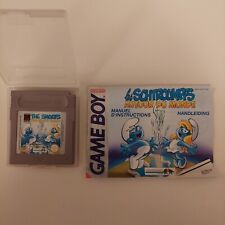 THE SMURFS
GAME BOY
Les SCHTROUMPFS
AUTOUR DU MONDE
MANUEL
D'INSTRUCTIONS
HANDLEIDING